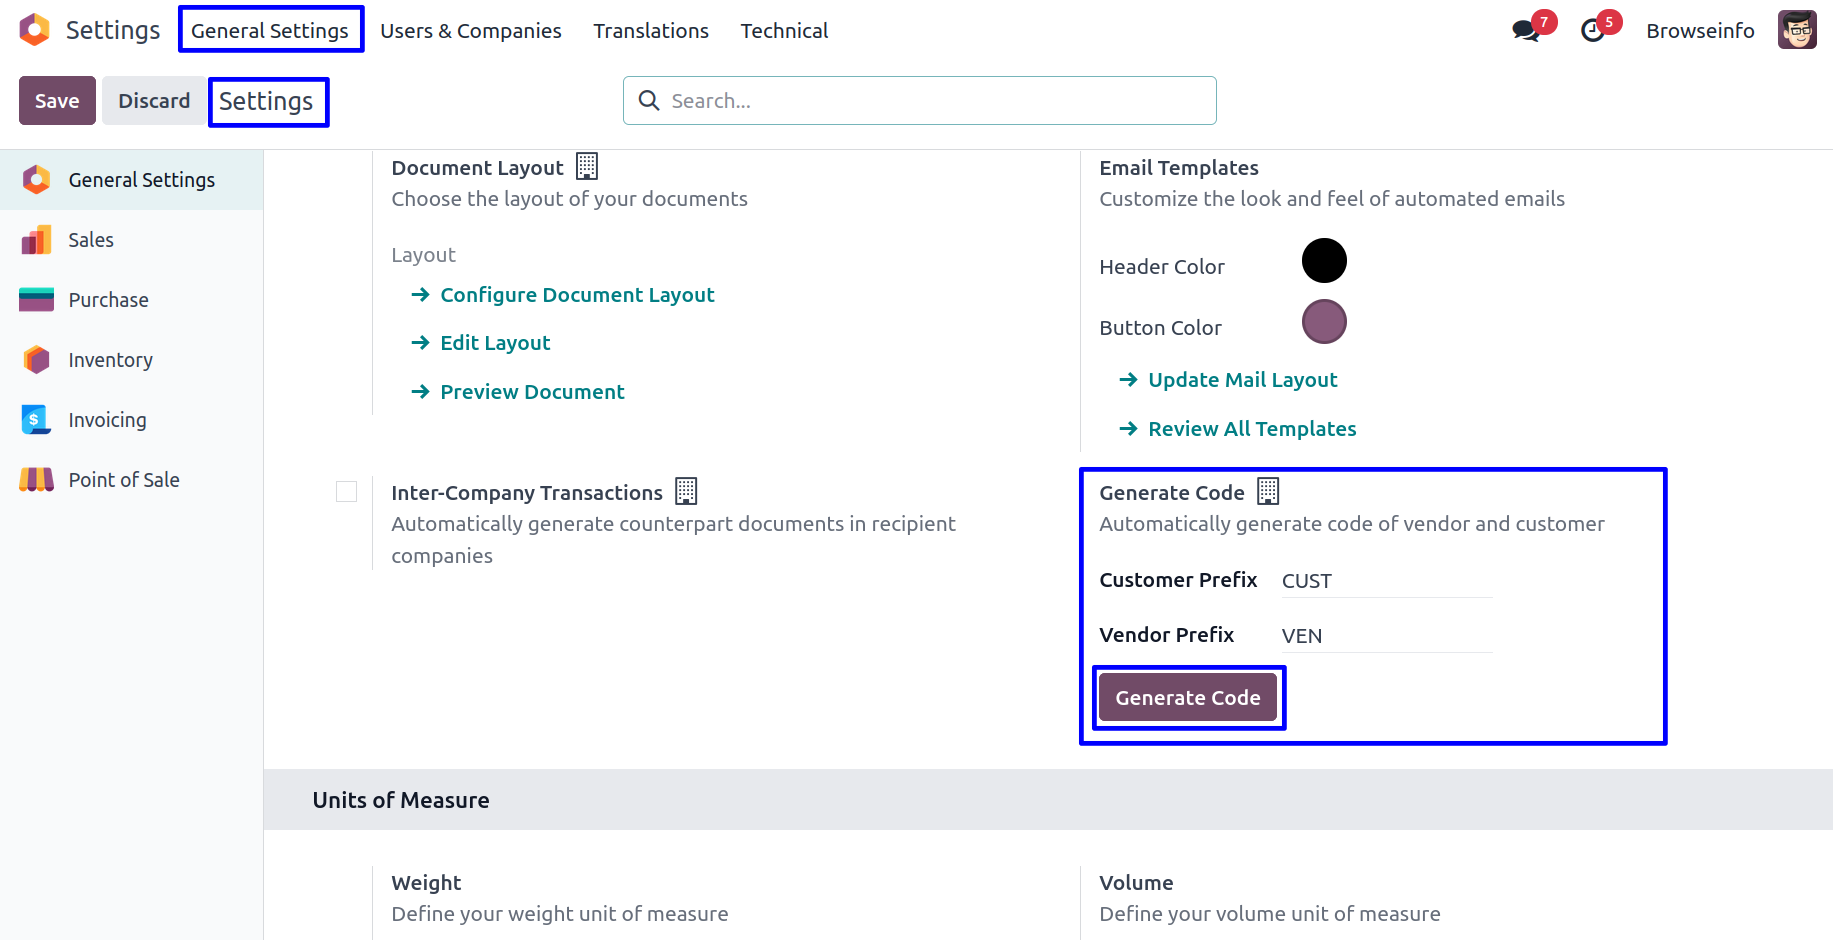 Settings
General Settings
Users & Companies
Translations
Technical
7
5
Browseinfo
Save
Discard
Settings
Search...
General Settings
Sales
Purchase
Inventory
$
Invoicing
Point of Sale
Document Layout
Choose the layout of your documents
Layout
→ Configure Document Layout
→ Edit Layout
→ Preview Document
Email Templates
Customize the look and feel of automated emails
Header Color
Button Color
→ Update Mail Layout
→ Review All Templates
Inter-Company Transactions
Automatically generate counterpart documents in recipient
companies
Generate Code
Automatically generate code of vendor and customer
Customer Prefix CUST
Vendor Prefix VEN
Generate Code
Units of Measure
Weight
Define your weight unit of measure
Volume
Define your volume unit of measure